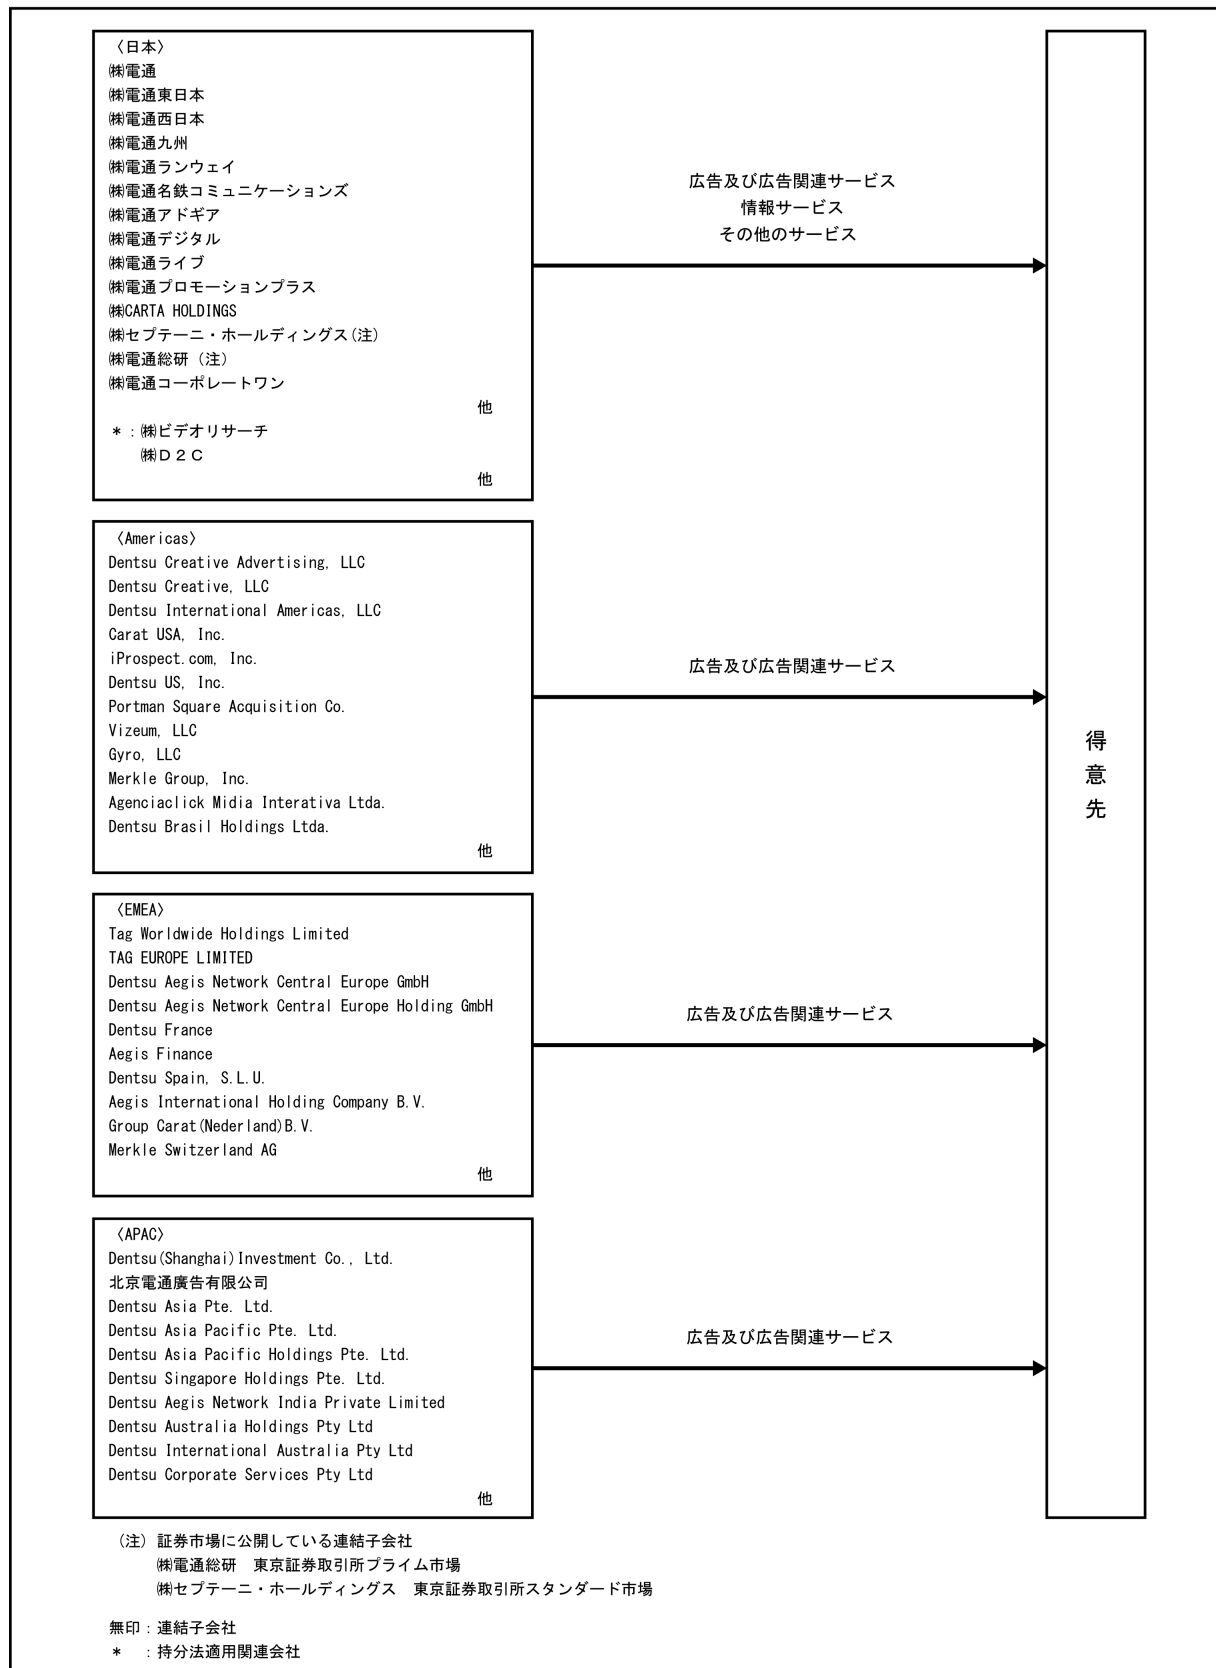 〈日本〉
㈱電通
㈱電通東日本
㈱電通西日本
㈱電通九州
㈱電通ランウェイ
㈱電通名鉄コミュニケーションズ
㈱電通アドギア
㈱電通デジタル
㈱電通ライブ
㈱電通プロモーションプラス
㈱CARTA HOLDINGS
㈱セプテーニ・ホールディングス(注)
㈱電通総研（注）
㈱電通コーポレートワン
他
*：㈱ビデオリサーチ
㈱Ｄ２Ｃ
他
広告及び広告関連サービス
情報サービス
その他のサービス
〈Americas〉
Dentsu Creative Advertising, LLC
Dentsu Creative, LLC
Dentsu International Americas, LLC
Carat USA, Inc.
iProspect.com, Inc.
Dentsu US, Inc.
Portman Square Acquisition Co.
Vizeum, LLC
Gyro, LLC
Merkle Group, Inc.
Agenciaclick Midia Interativa Ltda.
Dentsu Brasil Holdings Ltda.
他
広告及び広告関連サービス
〈EMEA〉
Tag Worldwide Holdings Limited
TAG EUROPE LIMITED
Dentsu Aegis Network Central Europe GmbH
Dentsu Aegis Network Central Europe Holding GmbH
Dentsu France
Aegis Finance
Dentsu Spain, S.L.U.
Aegis International Holding Company B.V.
Group Carat(Nederland)B.V.
Merkle Switzerland AG
他
広告及び広告関連サービス
〈APAC〉
Dentsu(Shanghai)Investment Co., Ltd.
北京電通廣告有限公司
Dentsu Asia Pte. Ltd.
Dentsu Asia Pacific Pte. Ltd.
Dentsu Asia Pacific Holdings Pte. Ltd.
Dentsu Singapore Holdings Pte. Ltd.
Dentsu Aegis Network India Private Limited
Dentsu Australia Holdings Pty Ltd
Dentsu International Australia Pty Ltd
Dentsu Corporate Services Pty Ltd
他
広告及び広告関連サービス
得意先
（注）証券市場に公開している連結子会社
㈱電通総研　東京証券取引所プライム市場
㈱セプテーニ・ホールディングス　東京証券取引所スタンダード市場
無印：連結子会社
*　：持分法適用関連会社